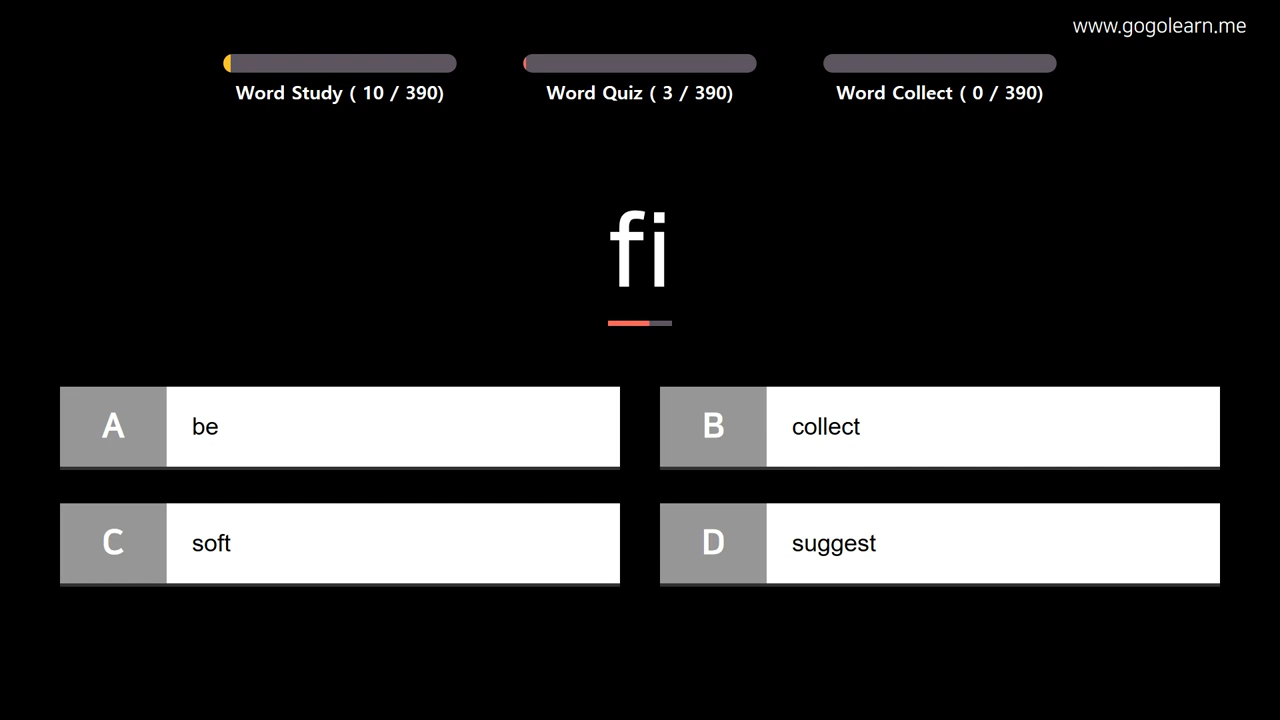 www.gogolearn.me
Word Study ( 10 / 390)
Word Quiz ( 3 / 390)
Word Collect ( 0 / 390)
fi
A be
B collect
C soft
D suggest